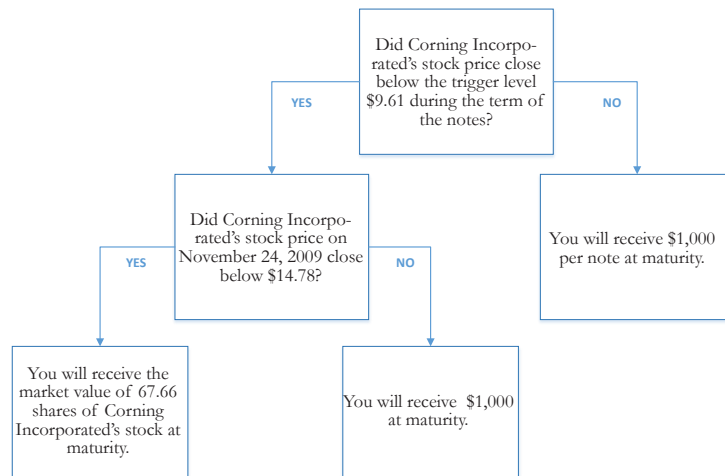 Did Corning Incorpo-
rated's stock price close
below the trigger level
$9.61 during the term of
the notes?
YES
NO
Did Corning Incorpo-
rated's stock price on
November 24, 2009 close
below $14.78?
You will receive $1,000
per note at maturity.
YES
NO
You will receive the
market value of 67.66
shares of Corning
Incorporated's stock at
maturity.
You will receive $1,000
at maturity.